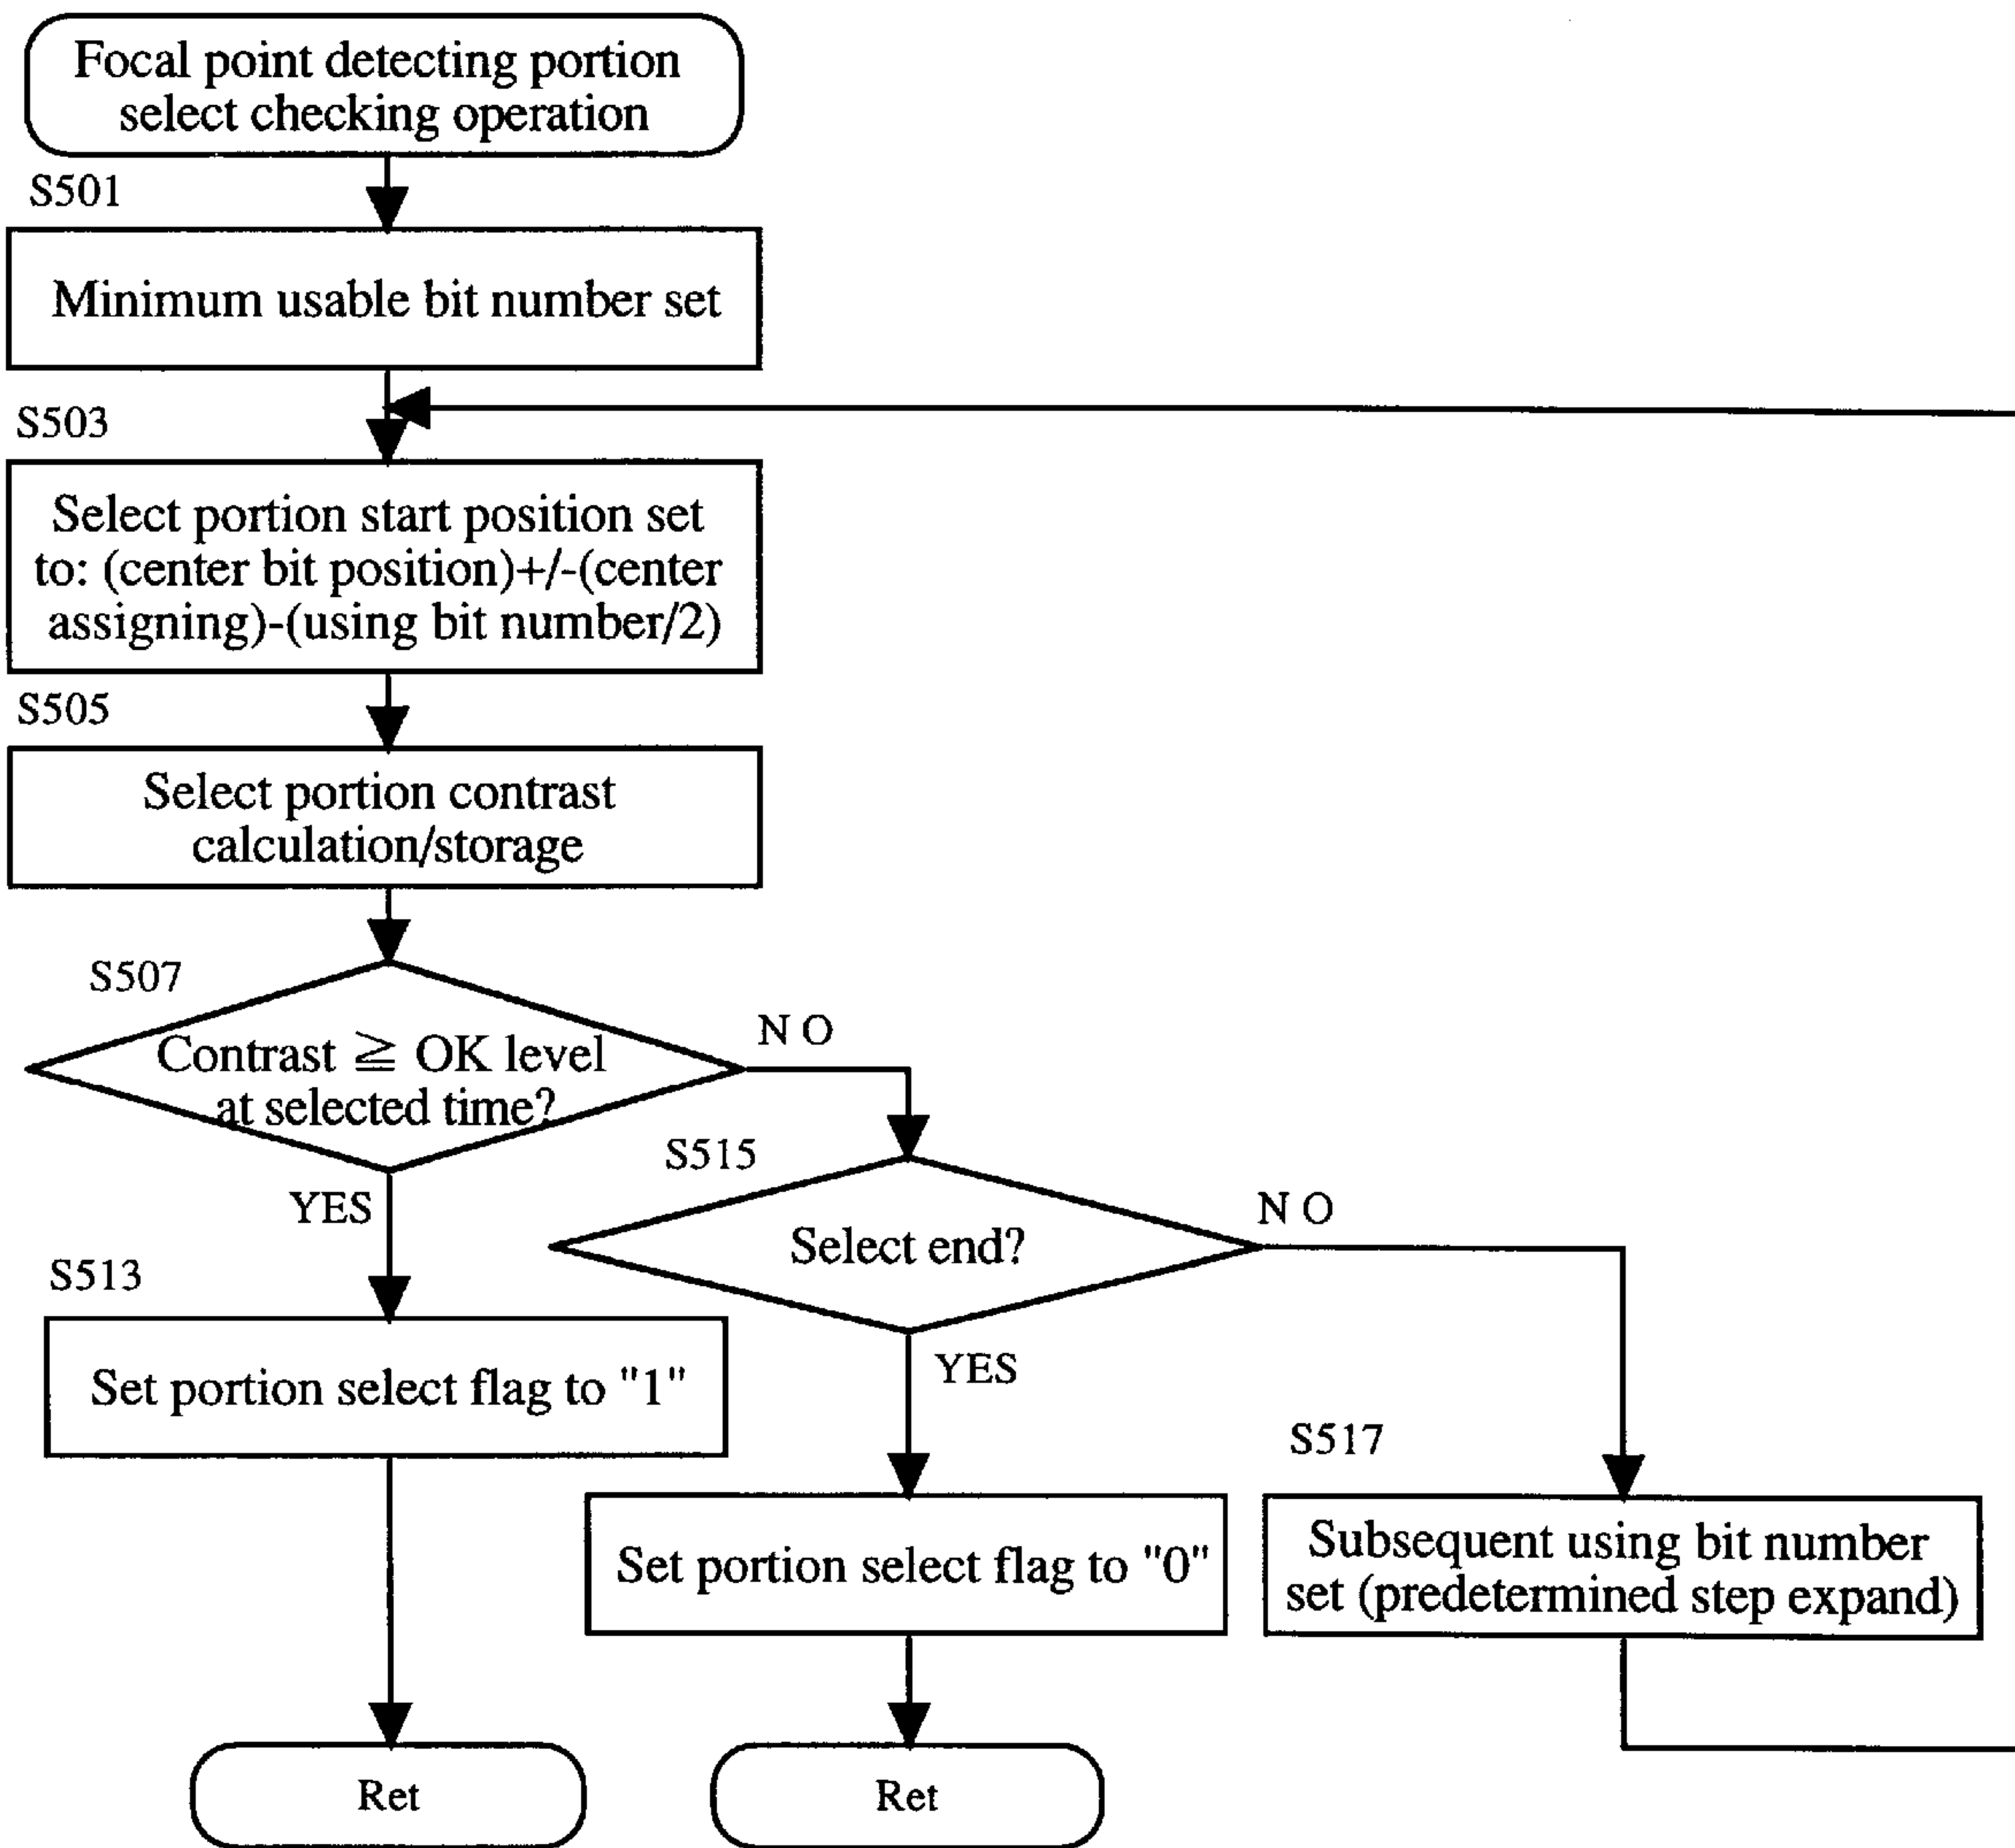 Focal point detecting portion
select checking operation
S501
Minimum usable bit number set
S503
Select portion start position set
to: (center bit position)+/-(center
assigning)-(using bit number/2)
S505
Select portion contrast
calculation/storage
S507
Contrast ≧ OK level
at selected time?
N O
YES
S515
Select end?
N O
YES
S513
Set portion select flag to "1"
Set portion select flag to "0"
S517
Subsequent using bit number
set (predetermined step expand)
Ret
Ret